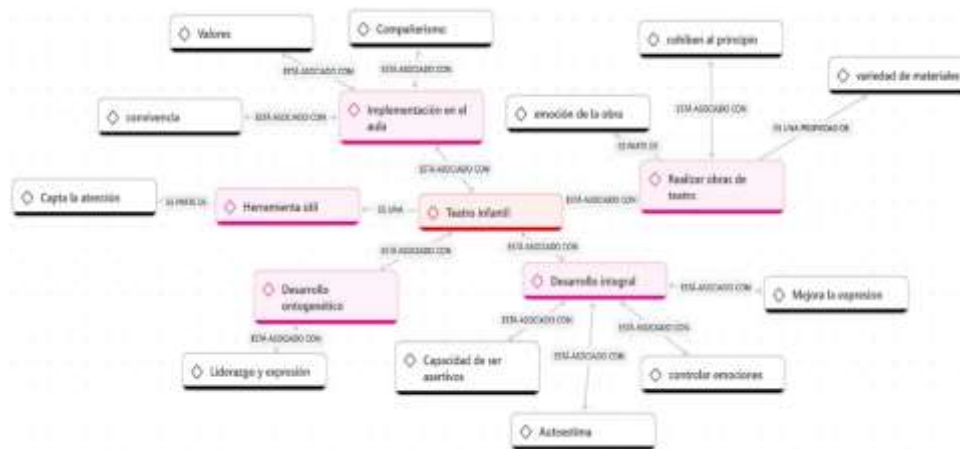 Valores
Compañerismo
cohiben al principio
variedad de materiales
ESTÁ ASOCIADO CON
ESTÁ ASOCIADO CON
convivencia
ESTÁ ASOCIADO CON
Implementación en el
aula
emoción de la obra
ESTÁ ASOCIADO CON
ES UNA PROPIEDAD DE
ES PARTE DE
ESTÁ ASOCIADO CON
Realizar obras de
teatro
Capta la atención
ES PARTE DE
Herramienta útil
ES UNA
Teatro Infantil
ESTÁ ASOCIADO CON
ESTÁ ASOCIADO CON
ESTÁ ASOCIADO CON
Desarrollo
ontogenético
Desarrollo integral
ESTÁ ASOCIADO CON
Mejora la expresion
ESTÁ ASOCIADO CON
ESTÁ ASOCIADO CON
ESTÁ ASOCIADO CON
ESTÁ ASOCIADO CON
Liderazgo y expresión
Capacidad de ser
asertivos
controlar emociones
Autoestima